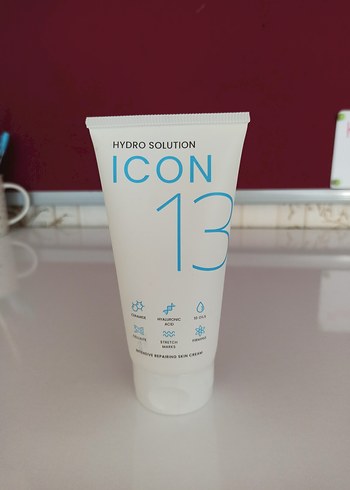 HYDRO SOLUTION
ICON
13
CERAMIDE
HYALURONIC
ACID
10 OILS
CELLULITE
STRETCH
MARKS
FIRMING
INTENSIVE REPAIRING SKIN CREAM